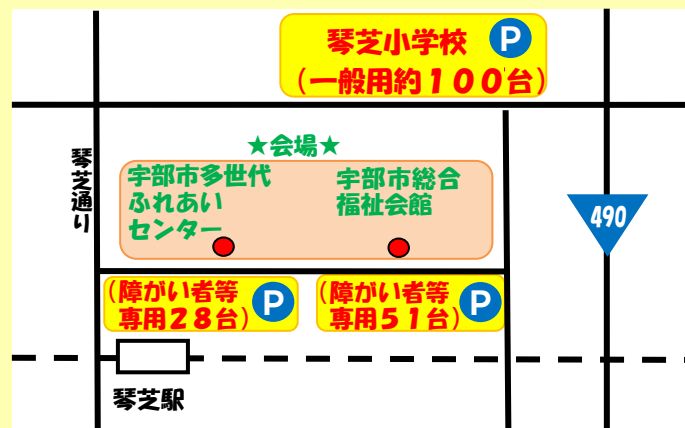 琴芝小学校 P
(一般用約100台)
★会場★
琴芝通り
宇部市多世代
ふれあい
センター
宇部市総合
福祉会館
490
(障がい者等
専用28台) P
(障がい者等
専用51台) P
琴芝駅